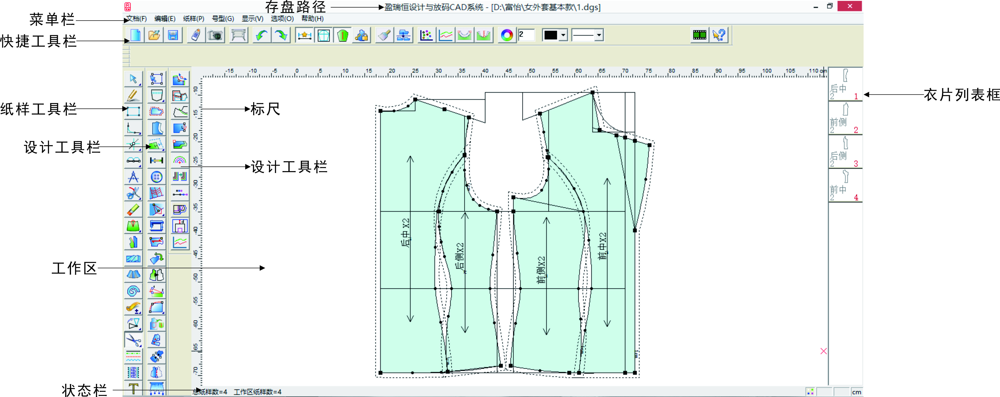 存盘路径
盈瑞恒设计与放码CAD系统 - [D:\富怡\女外套基本款\1.dgs]
菜单栏
文档(F) 编辑(E) 纸样(P) 号型(G) 显示(V) 选项(O) 帮助(H)
快捷工具栏
2
-15 -10 -5 0 5 10 15 20 25 30 35 40 45 50 55 60 65 70 75 80 85 90 95 100 105 110 cm
-10
-15
-20
-25
-30
-35
-40
-45
-50
-55
-60
-65
-70
纸样工具栏
标尺
设计工具栏
设计工具栏
工作区
后中X2
后侧X2
前侧X2
前中X2
衣片列表框
后中
2 1
前侧
2 2
后侧
2 3
前中
2 4
状态栏
总纸样数=4 工作区纸样数=4
cm